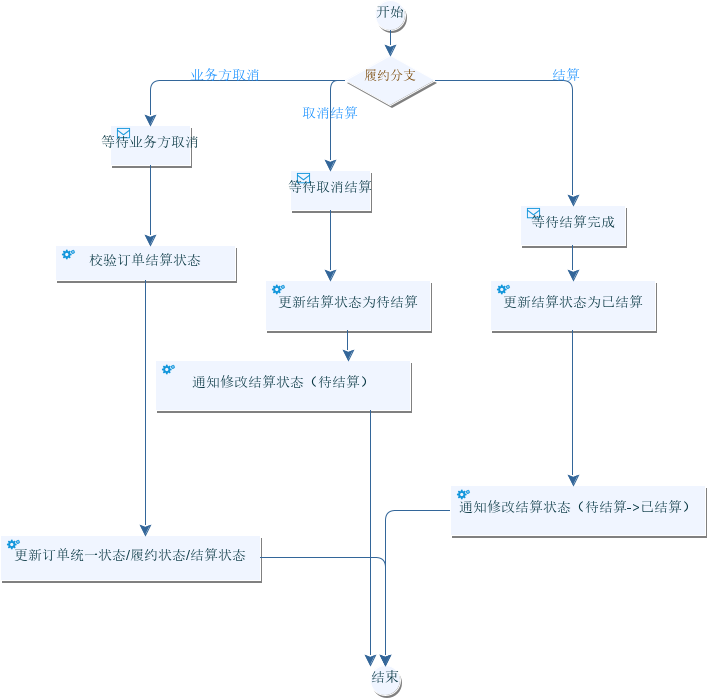 开始
履约分支
业务方取消
结算
取消结算
等待业务方取消
等待取消结算
等待结算完成
校验订单结算状态
更新结算状态为待结算
更新结算状态为已结算
通知修改结算状态（待结算）
通知修改结算状态（待结算->已结算）
更新订单统一状态/履约状态/结算状态
结束